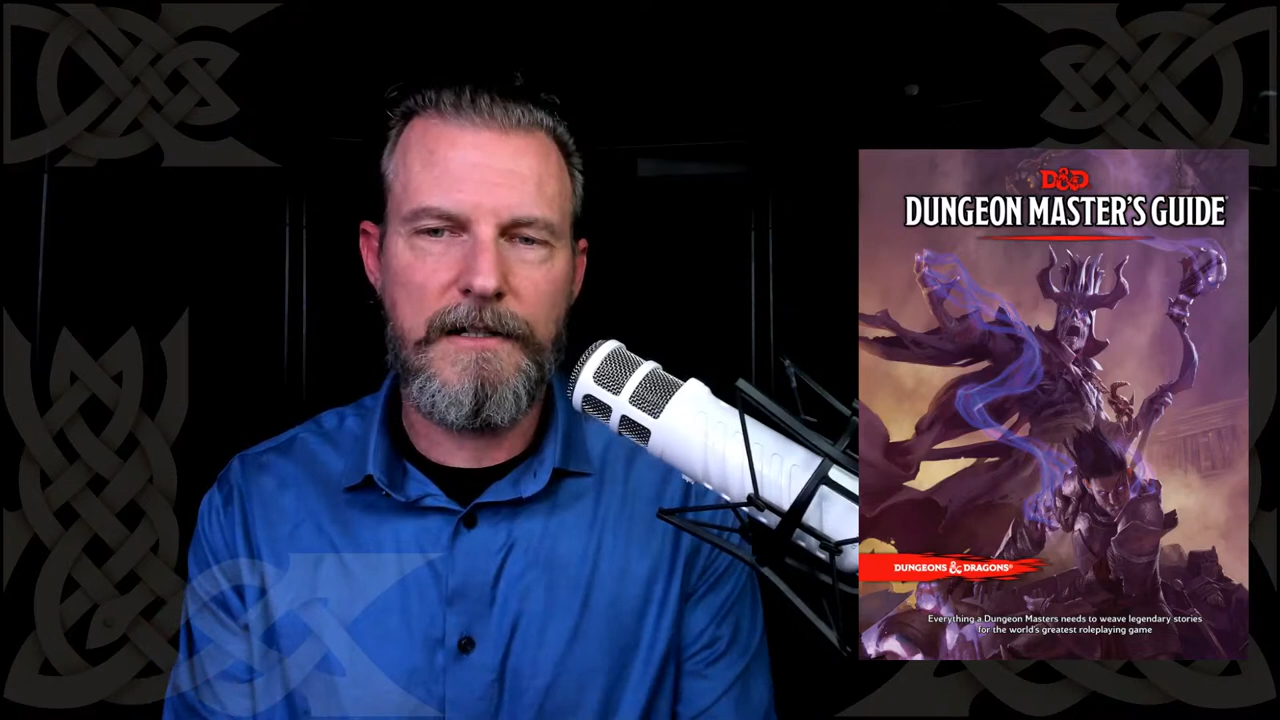 D&D
DUNGEON MASTER'S GUIDE
DUNGEONS & DRAGONS®
Everything a Dungeon Masters needs to weave legendary stories
for the world's greatest roleplaying game